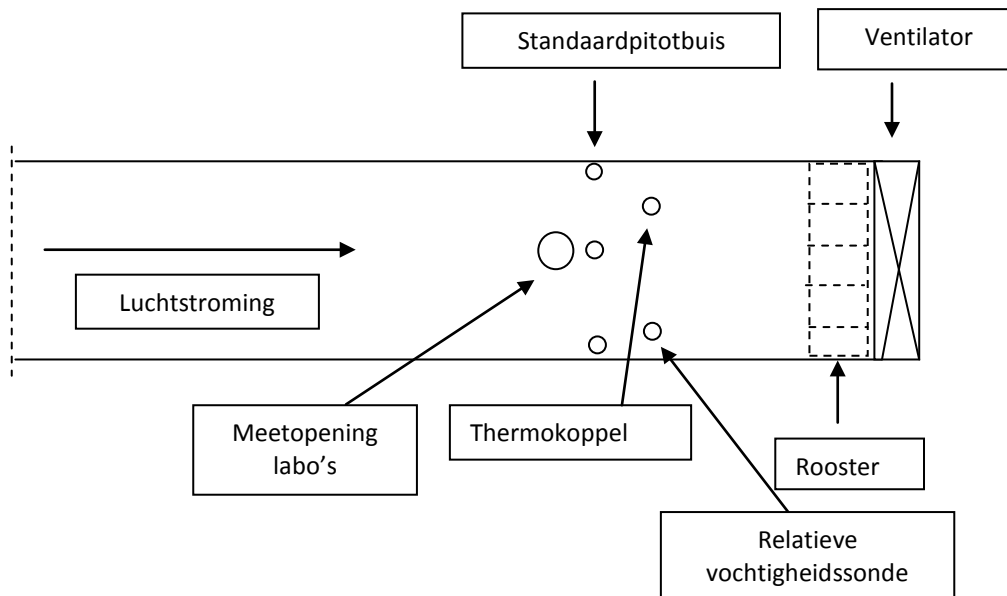 Standaardpitotbuis
Ventilator
Luchtstroming
Meetopening
labo's
Thermokoppel
Rooster
Relatieve
vochtigheidssonde